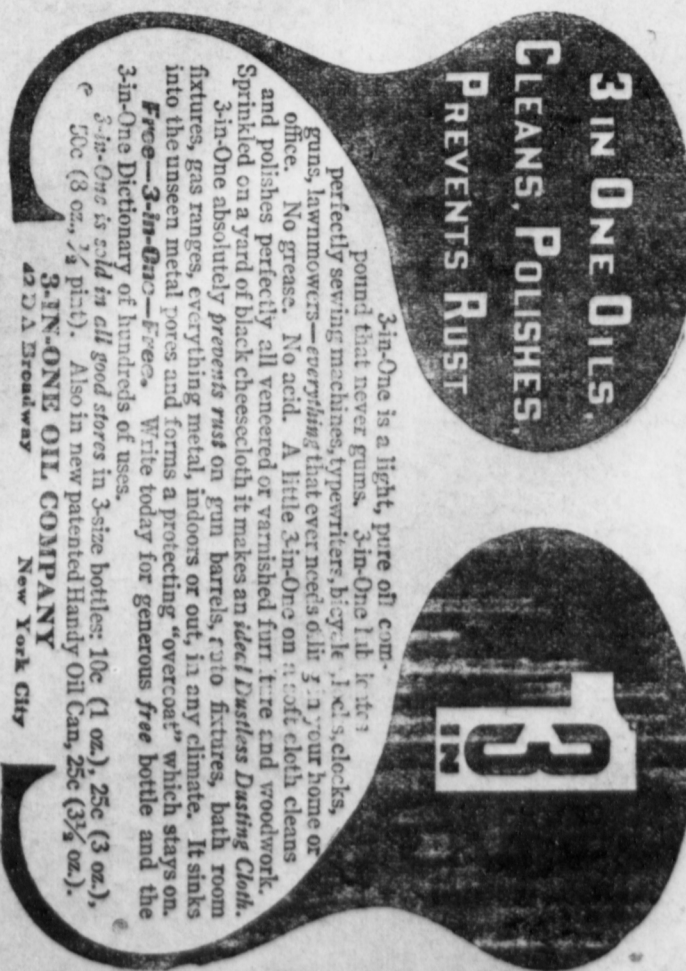 3 IN ONE OILS,
CLEANS, POLISHES,
PREVENTS RUST
3
IN
1
3-in-One is a light, pure oil com-
pound that never gums. 3-in-One
perfectly sewing machines, typewriters, bicycle, locks, clocks,
guns, lawnmowers—everything that ever needs oiling in your home or
office. No grease. No acid. A little 3-in-One on a soft cloth cleans
and polishes perfectly all veneered or varnished furniture and woodwork.
Sprinkled on a yard of black cheesecloth it makes an ideal Dustless Dusting Cloth.
3-in-One absolutely prevents rust on gun barrels, auto fixtures, bath room
fixtures, gas ranges, everything metal, indoors or out, in any climate. It sinks
into the unseen metal pores and forms a protecting "overcoat" which stays on.
Free—3-in-One—Free. Write today for generous free bottle and the
3-in-One Dictionary of hundreds of uses.
3-in-One is sold in all good stores in 3-size bottles: 10c (1 oz.), 25c (3 oz.),
50c (8 oz., ½ pint). Also in new patented Handy Oil Can, 25c (3½ oz.).
3-IN-ONE OIL COMPANY
42 DA Broadway New York City